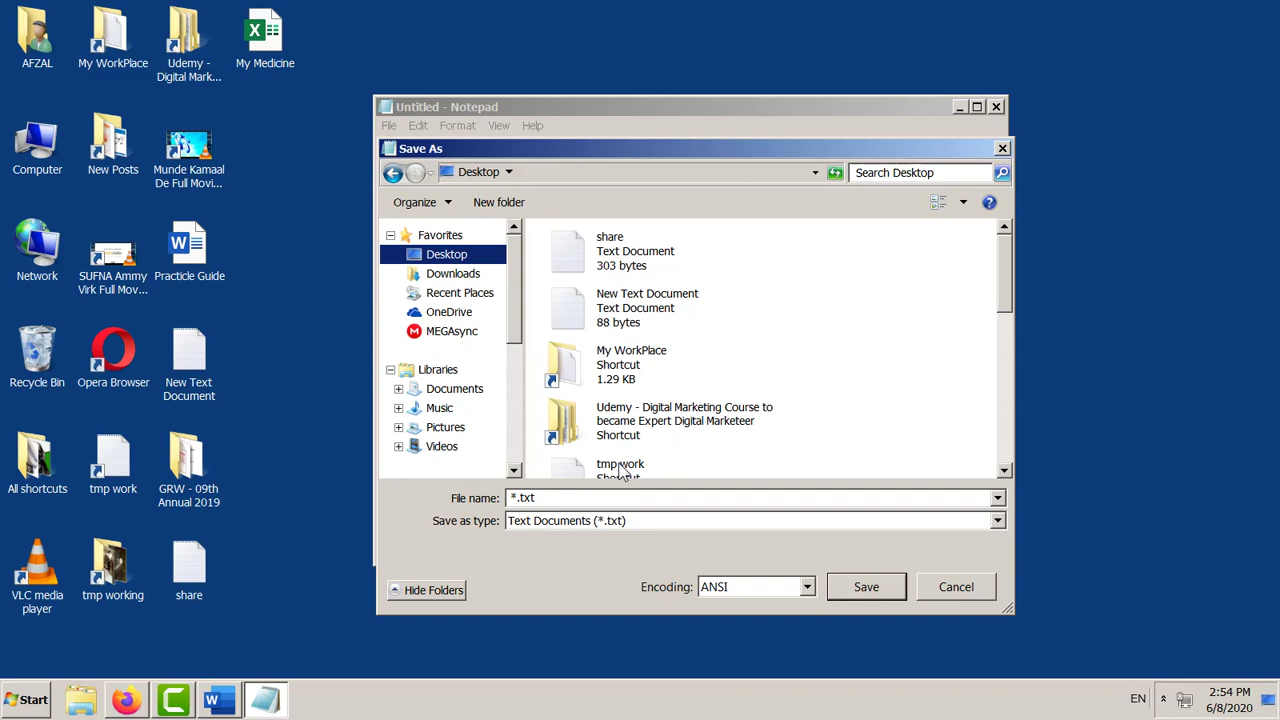 AFZAL
My WorkPlace
Udemy -
Digital Mark...
My Medicine
Computer
New Posts
Munde Kamaal
De Full Movi...
Network
SUFNA Ammy
Virk Full Mov...
Practicle Guide
Recycle Bin
Opera Browser
New Text
Document
All shortcuts
tmp work
GRW - 09th
Annual 2019
VLC media
player
tmp working
share
Untitled - Notepad
File Edit Format View Help
Save As
Desktop
Search Desktop
Organize
New folder
Favorites
Desktop
Downloads
Recent Places
OneDrive
MEGAsync
Libraries
Documents
Music
Pictures
Videos
share
Text Document
303 bytes
New Text Document
Text Document
88 bytes
My WorkPlace
Shortcut
1.29 KB
Udemy - Digital Marketing Course to
became Expert Digital Marketeer
Shortcut
tmp work
Shortcut
File name: *.txt
Save as type: Text Documents (*.txt)
Hide Folders
Encoding: ANSI
Save
Cancel
Start
EN
2:54 PM
6/8/2020